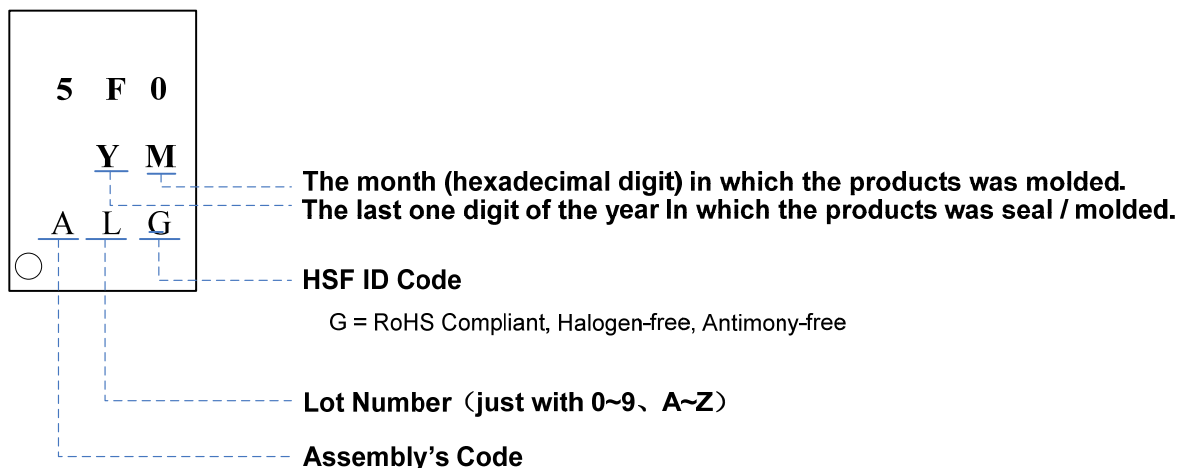 5 F 0
Y M
The month (hexadecimal digit) in which the products was molded.
The last one digit of the year In which the products was seal / molded.
A L G
HSF ID Code
G = RoHS Compliant, Halogen-free, Antimony-free
Lot Number（just with 0~9、A~Z）
Assembly's Code